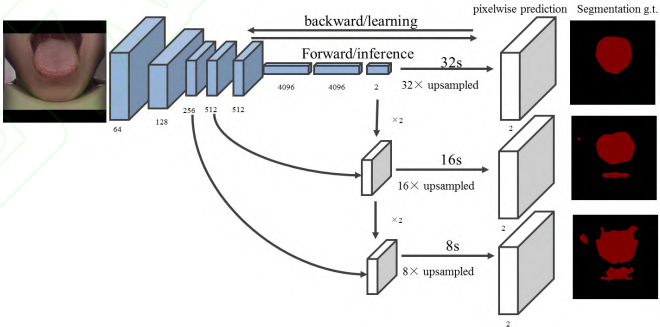 backward/learning
pixelwise prediction
Segmentation g.t.
Forward/inference
32s
32× upsampled
4096
4096
2
64
128
256
512
512
2
×2
16s
16× upsampled
2
×2
8s
8× upsampled
2